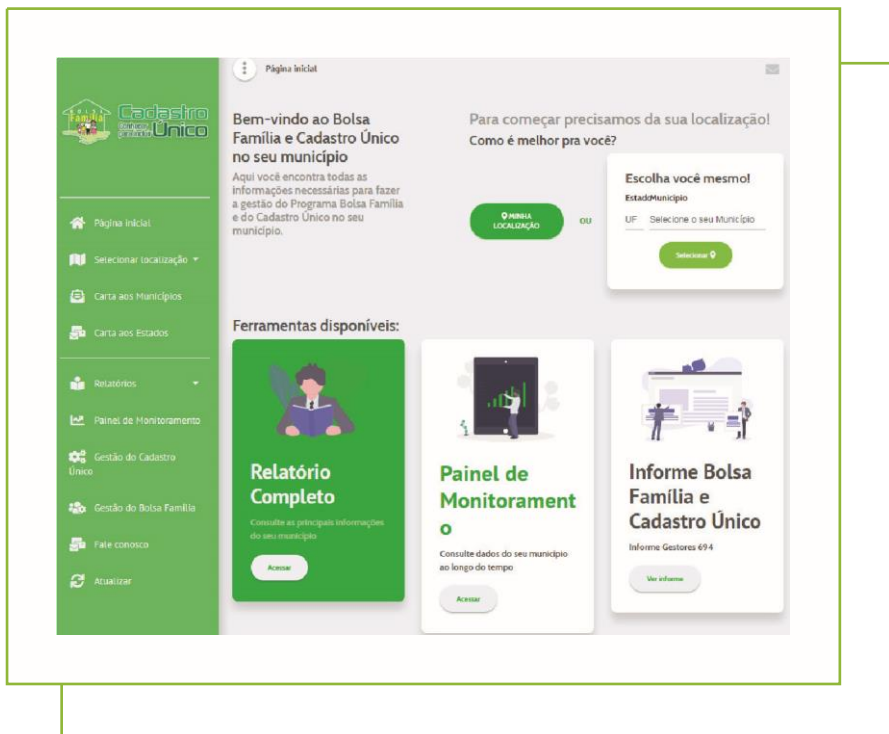 BOLSA
Família
Cadastro
Único
Página inicial
Selecionar localização
Carta aos Municípios
Carta aos Estados
Relatórios
Painel de Monitoramento
Gestão do Cadastro
Único
Gestão do Bolsa Família
Fale conosco
Atualizar
Página inicial
Bem-vindo ao Bolsa
Família e Cadastro Único
no seu município
Aqui você encontra todas as
informações necessárias para fazer
a gestão do Programa Bolsa Família
e do Cadastro Único no seu
município.
Para começar precisamos da sua localização!
Como é melhor pra você?
MINHA
LOCALIZAÇÃO
OU
Escolha você mesmo!
EstadoMunicípio
UF Selecione o seu Município
Selecionar
Ferramentas disponíveis:
Relatório
Completo
Consulte as principais informações
do seu município
Acessar
Painel de
Monitorament
o
Consulte dados do seu município
ao longo do tempo
Acessar
Informe Bolsa
Família e
Cadastro Único
Informe Gestores 694
Ver informe